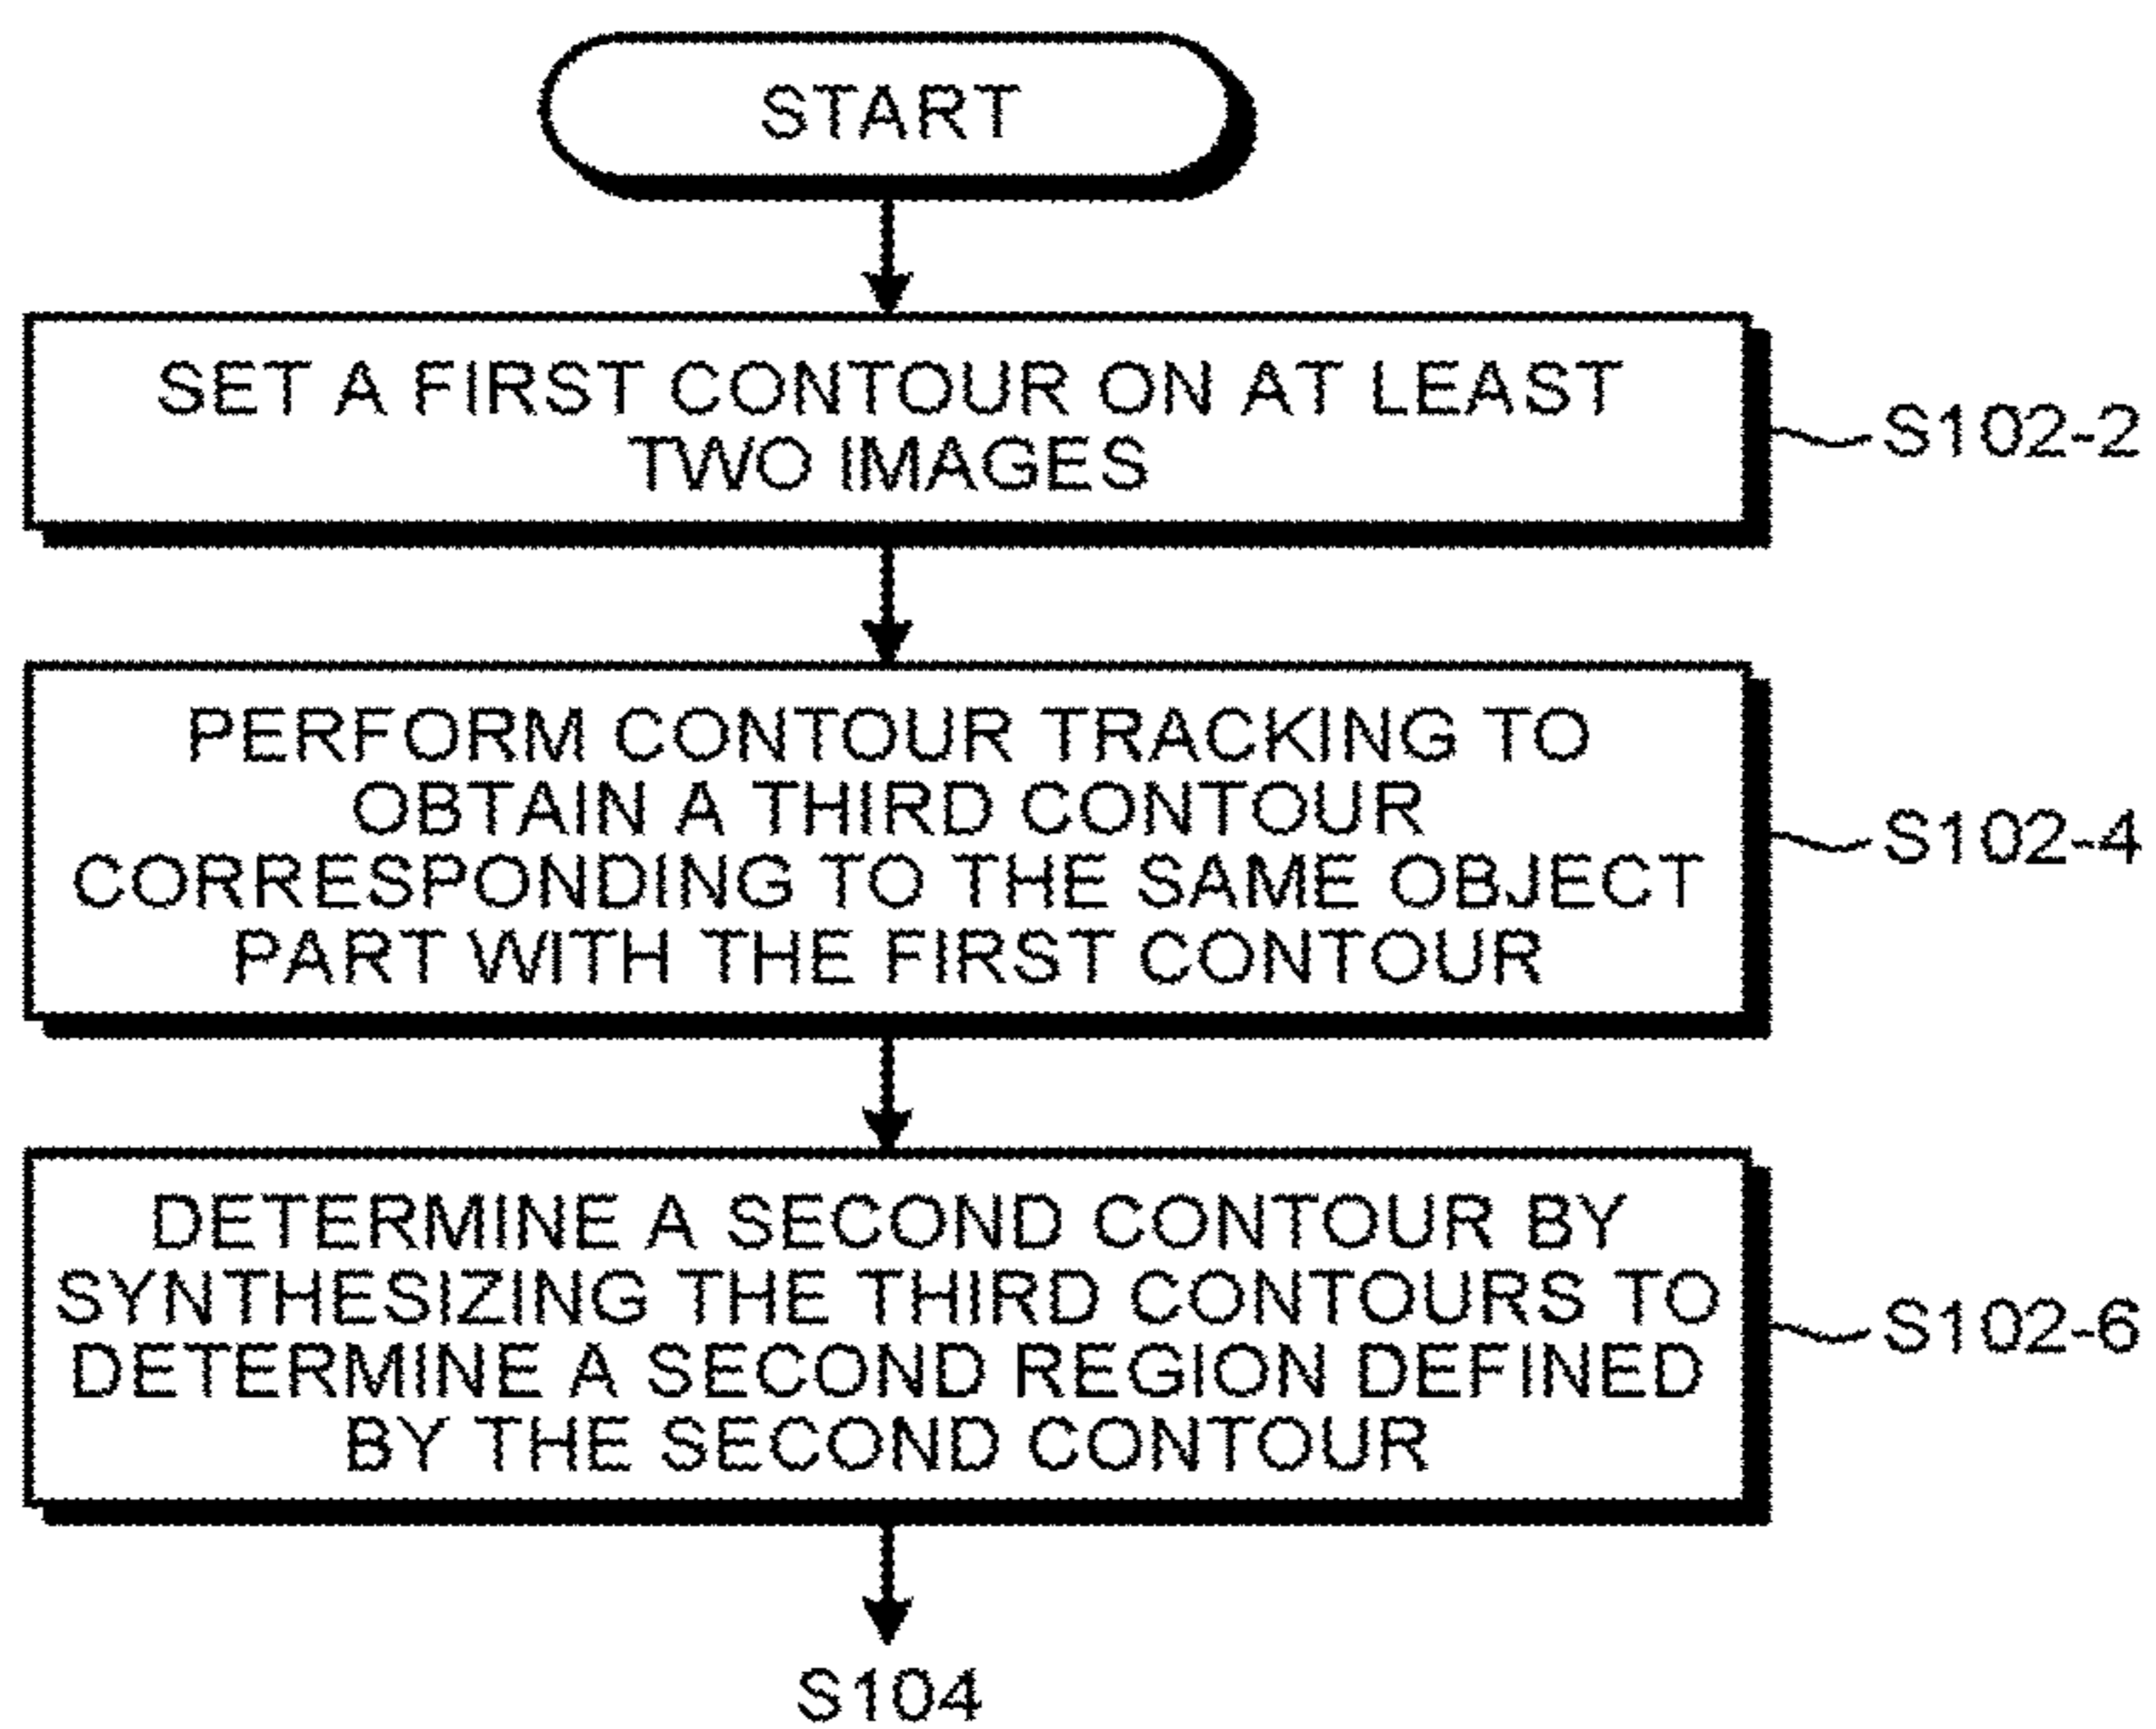 START
SET A FIRST CONTOUR ON AT LEAST
TWO IMAGES
S102-2
PERFORM CONTOUR TRACKING TO
OBTAIN A THIRD CONTOUR
CORRESPONDING TO THE SAME OBJECT
PART WITH THE FIRST CONTOUR
S102-4
DETERMINE A SECOND CONTOUR BY
SYNTHESIZING THE THIRD CONTOURS TO
DETERMINE A SECOND REGION DEFINED
BY THE SECOND CONTOUR
S102-6
S104